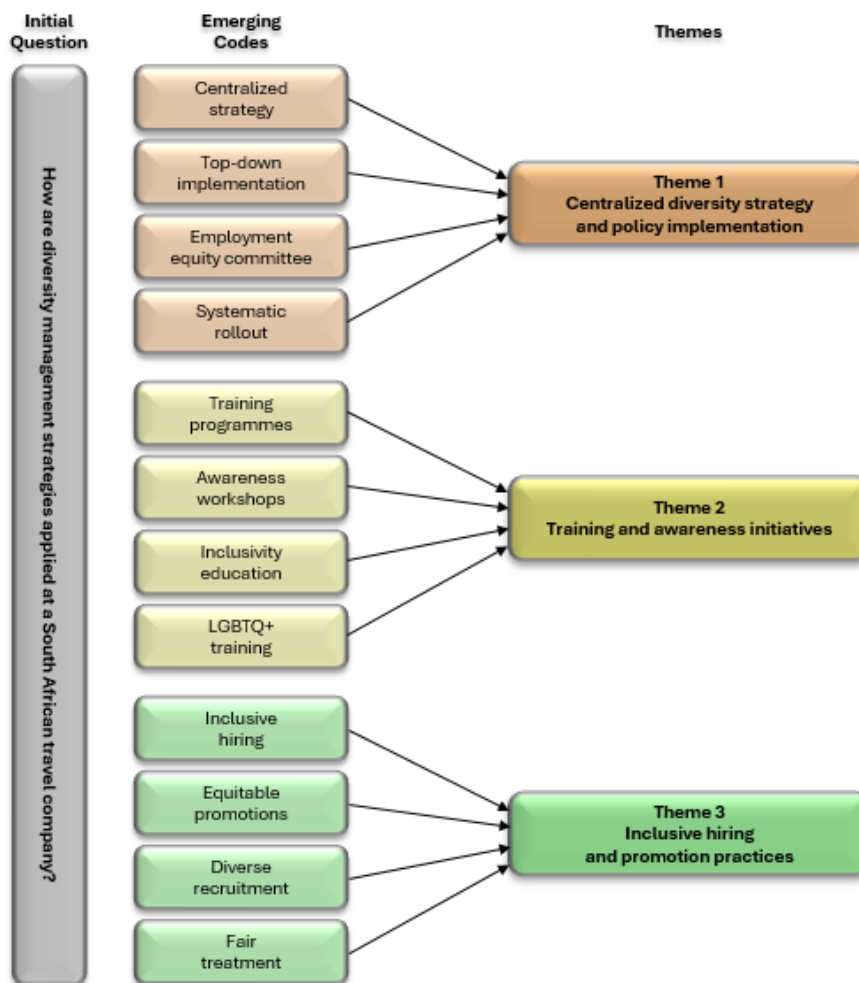 Initial
Question
Emerging
Codes
Themes
How are diversity management strategies applied at a South African travel company?
Centralized
strategy
Top-down
implementation
Employment
equity committee
Systematic
rollout
Theme 1
Centralized diversity strategy
and policy implementation
Training
programmes
Awareness
workshops
Inclusivity
education
LGBTQ+
training
Theme 2
Training and awareness initiatives
Inclusive
hiring
Equitable
promotions
Diverse
recruitment
Fair
treatment
Theme 3
Inclusive hiring
and promotion practices